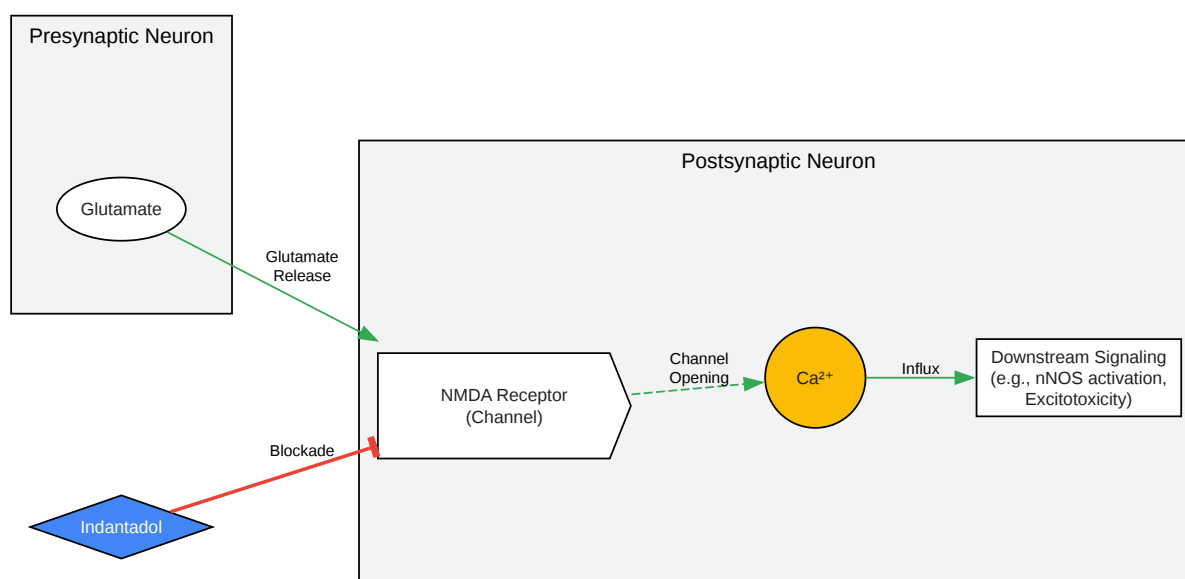 Presynaptic Neuron
Glutamate
Glutamate
Release
Postsynaptic Neuron
NMDA Receptor
(Channel)
Channel
Opening
Ca²⁺
Influx
Downstream Signaling
(e.g., nNOS activation,
Excitotoxicity)
Blockade
Indantadol